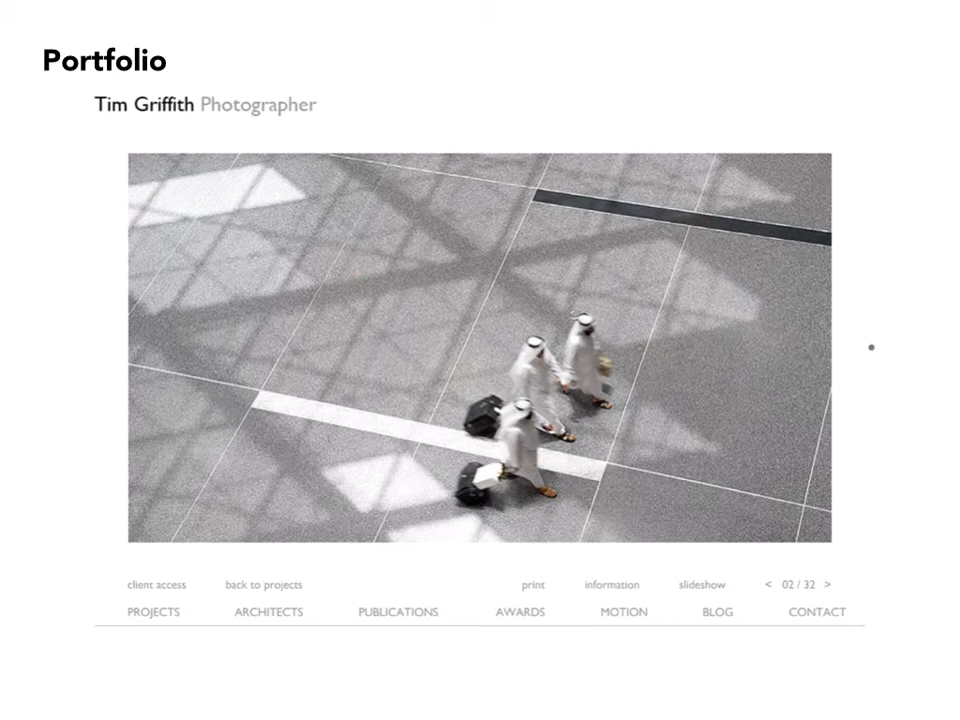 Portfolio
Tim Griffith Photographer
client access back to projects print information slideshow < 02 / 32 >
PROJECTS ARCHITECTS PUBLICATIONS AWARDS MOTION BLOG CONTACT